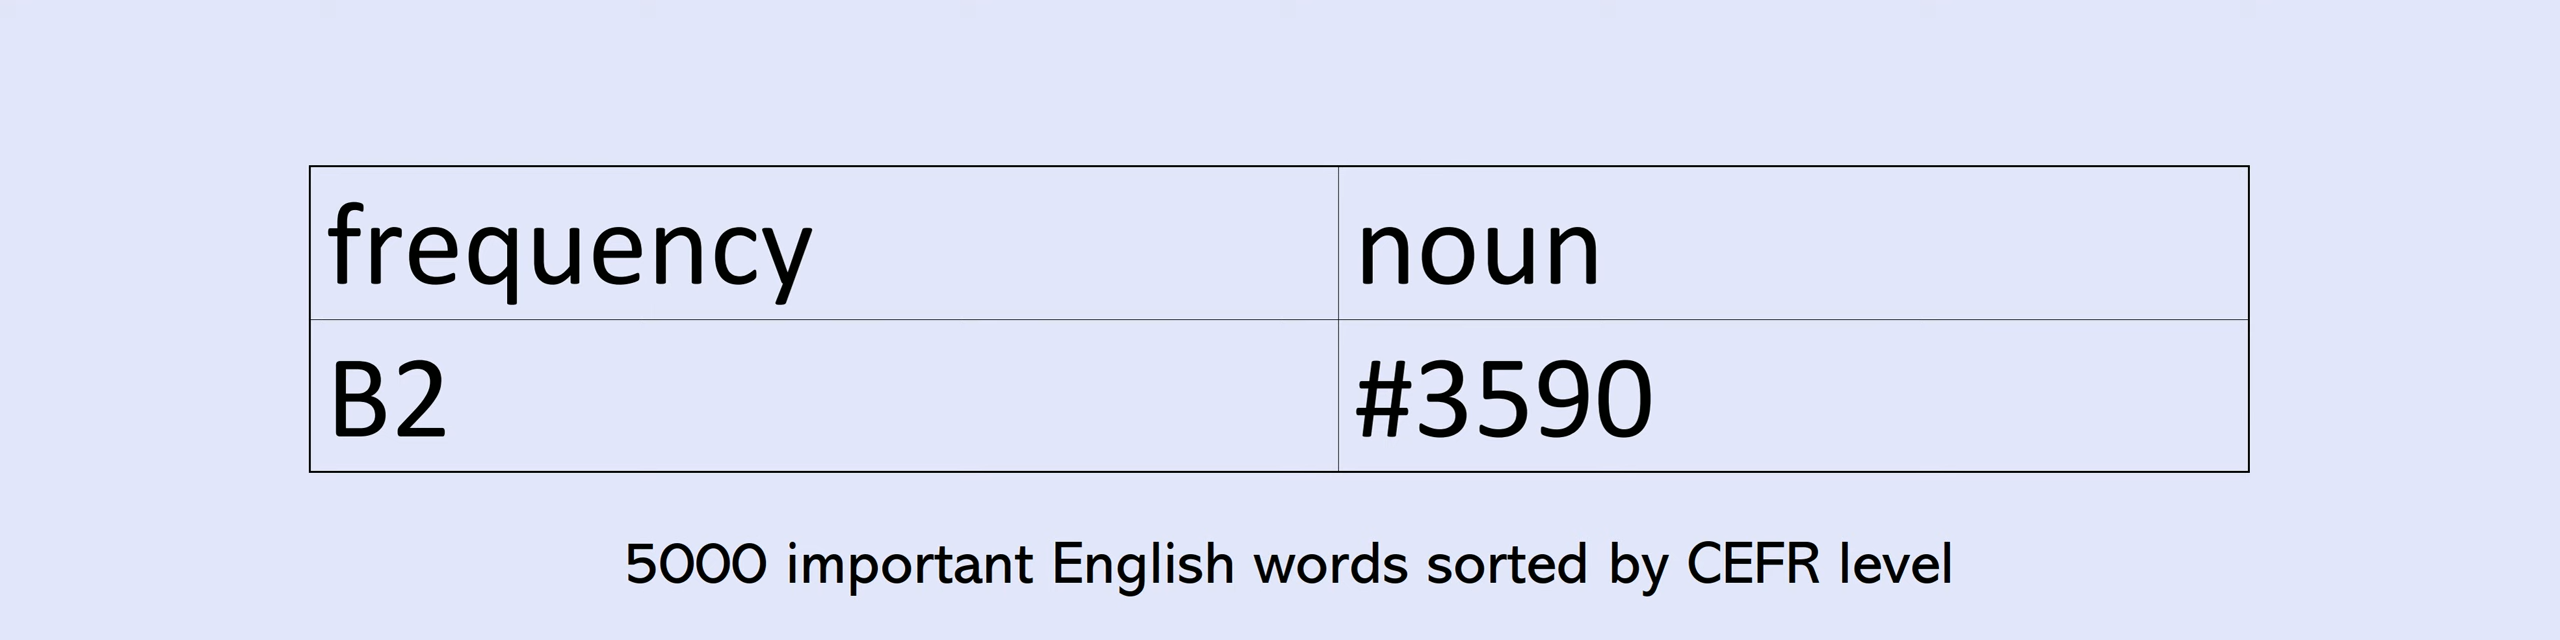 frequency noun
B2 #3590
5000 important English words sorted by CEFR level